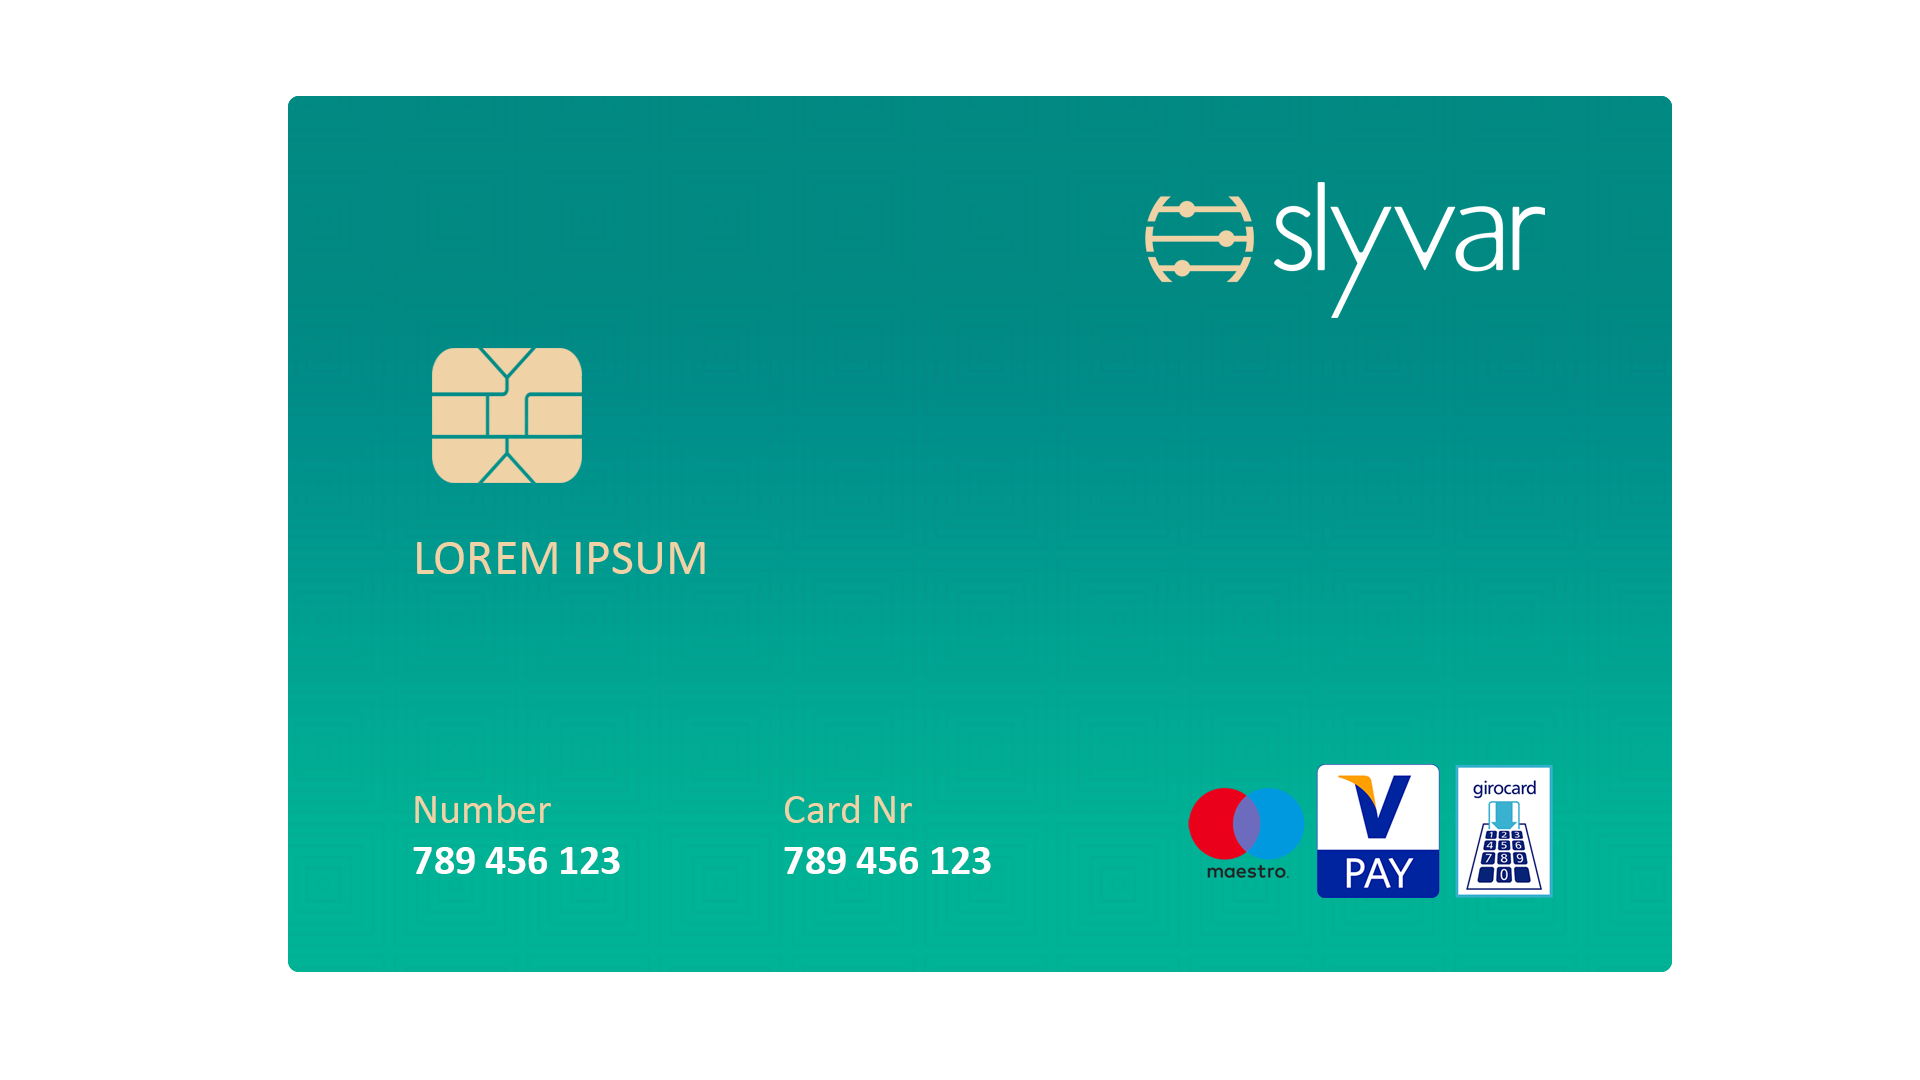 slyvar
LOREM IPSUM
Number
789 456 123
Card Nr
789 456 123
maestro.
V
PAY
girocard
1 2 3
4 5 6
7 8 9
0